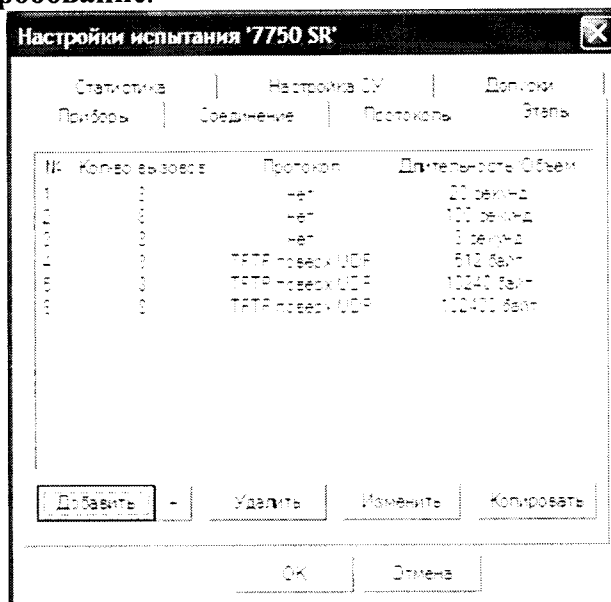 Настройки испытания '7750 SR'
Статистика Настройка СУ Допуски
Приборы Соединение Протоколы Этапы
№ Кол-во вызовов Протокол Длительность/Объем
1 нет 20 секунд
2 нет 100 секунд
3 нет 3 секунд
4 TFTP поверх UDP 512 байт
5 TFTP поверх UDP 10240 байт
6 TFTP поверх UDP 102400 байт
Добавить + Удалить Изменить Копировать
OK Отмена